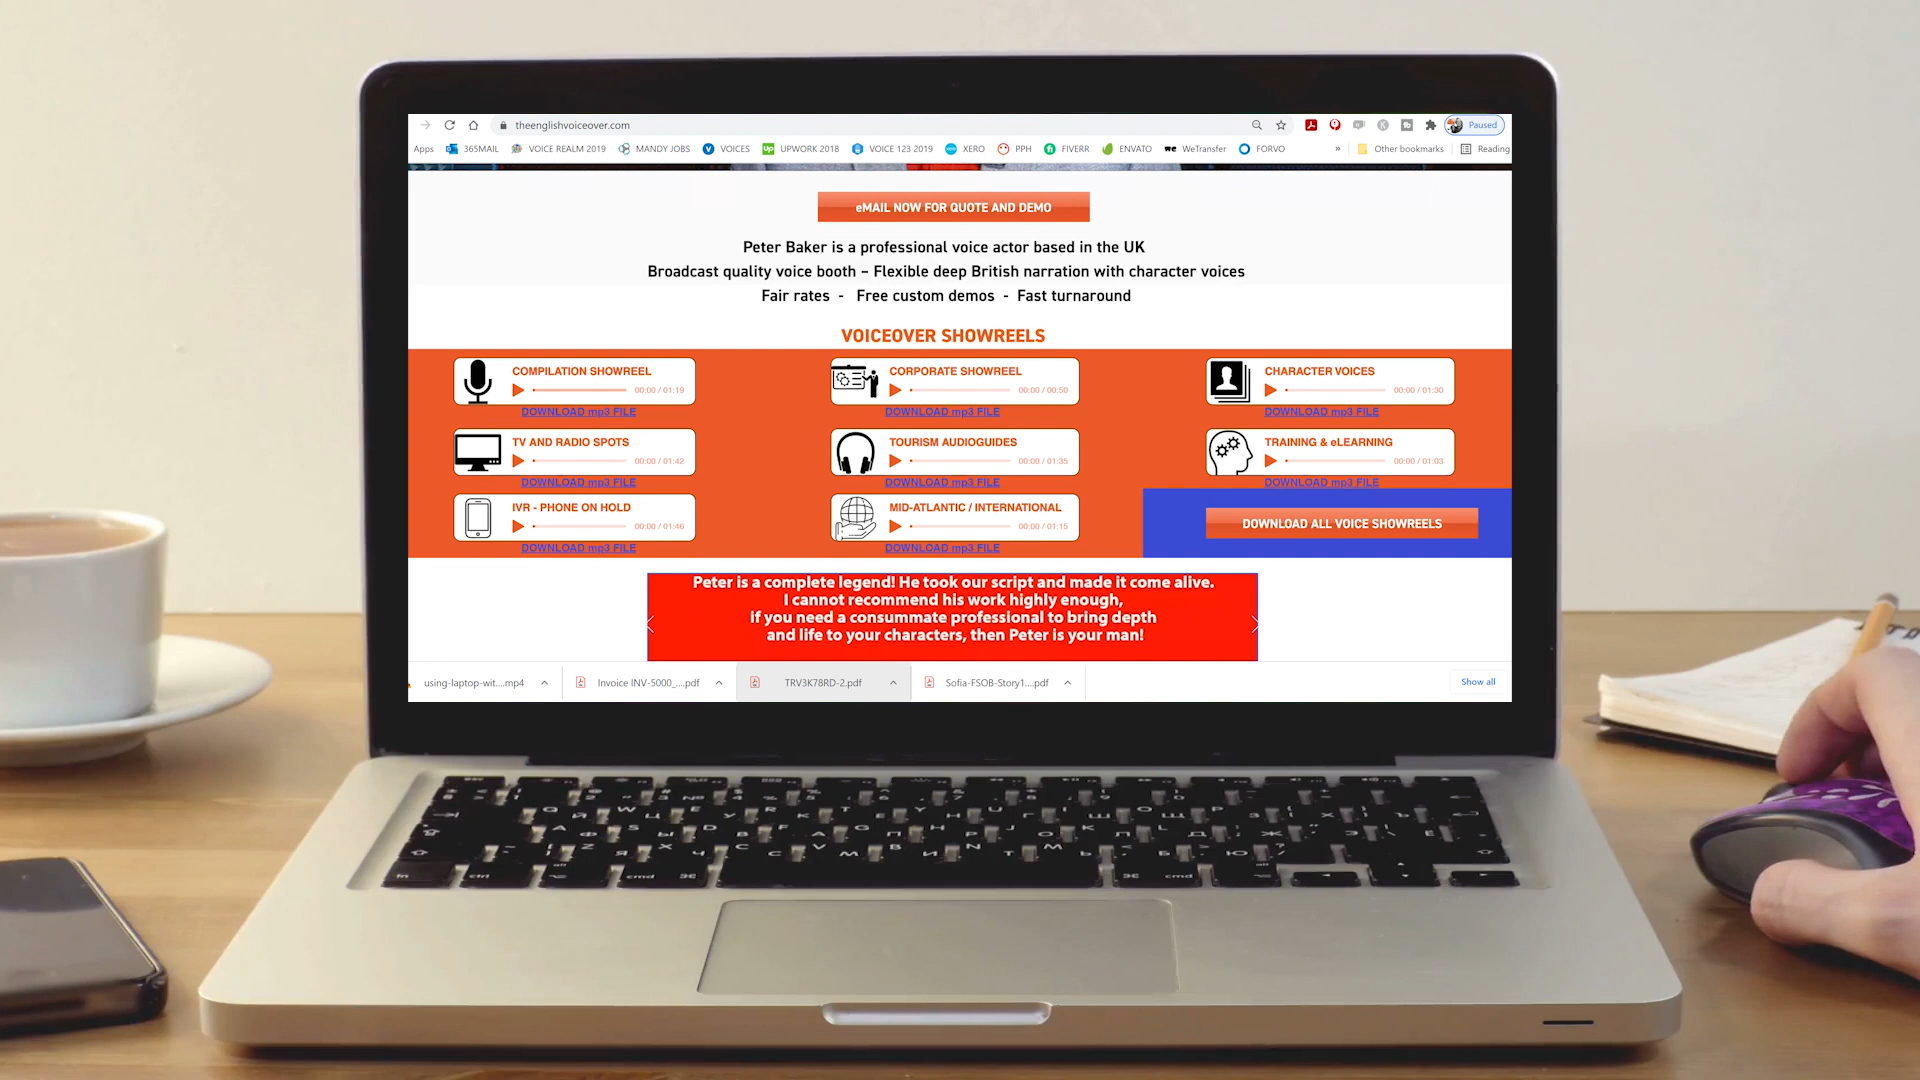 theenglishvoiceover.com
Paused
Apps 365MAIL VOICE REALM 2019 MANDY JOBS VOICES UPWORK 2018 VOICE 123 2019 XERO PPH FIVERR ENVATO WeTransfer FORVO » Other bookmarks Reading
eMAIL NOW FOR QUOTE AND DEMO
Peter Baker is a professional voice actor based in the UK
Broadcast quality voice booth – Flexible deep British narration with character voices
Fair rates - Free custom demos - Fast turnaround
VOICEOVER SHOWREELS
COMPILATION SHOWREEL
00:00 / 01:19
DOWNLOAD mp3 FILE
CORPORATE SHOWREEL
00:00 / 00:50
DOWNLOAD mp3 FILE
CHARACTER VOICES
00:00 / 01:30
DOWNLOAD mp3 FILE
TV AND RADIO SPOTS
00:00 / 01:42
DOWNLOAD mp3 FILE
TOURISM AUDIOGUIDES
00:00 / 01:35
DOWNLOAD mp3 FILE
TRAINING & eLEARNING
00:00 / 01:03
DOWNLOAD mp3 FILE
IVR - PHONE ON HOLD
00:00 / 01:46
DOWNLOAD mp3 FILE
MID-ATLANTIC / INTERNATIONAL
00:00 / 01:15
DOWNLOAD mp3 FILE
DOWNLOAD ALL VOICE SHOWREELS
Peter is a complete legend! He took our script and made it come alive.
I cannot recommend his work highly enough,
if you need a consummate professional to bring depth
and life to your characters, then Peter is your man!
using-laptop-wit....mp4 Invoice INV-5000_....pdf TRV3K78RD-2.pdf Sofia-FSOB-Story1....pdf Show all
fn ctrl cmd ⌘ ⌘ cmd